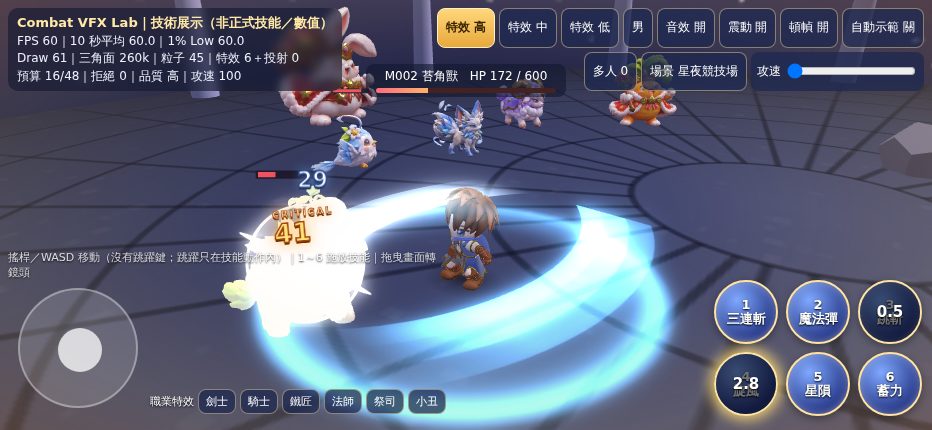 Combat VFX Lab｜技術展示（非正式技能／數值）
FPS 60｜10 秒平均 60.0｜1% Low 60.0
Draw 61｜三角面 260k｜粒子 45｜特效 6＋投射 0
預算 16/48｜拒絕 0｜品質 高｜攻速 100
特效 高
特效 中
特效 低
男
音效 開
震動 開
頓幀 開
自動示範 關
多人 0
場景 星夜競技場
攻速
M002 苔角獸 HP 172 / 600
29
CRITICAL
41
搖桿／WASD 移動（沒有跳躍鍵；跳躍只在技能動作內）｜1~6 施放技能｜拖曳畫面轉
鏡頭
1
三連斬
2
魔法彈
3
0.5
跳斬
4
2.8
旋風
5
星隕
6
蓄力
職業特效
劍士
騎士
鐵匠
法師
祭司
小丑